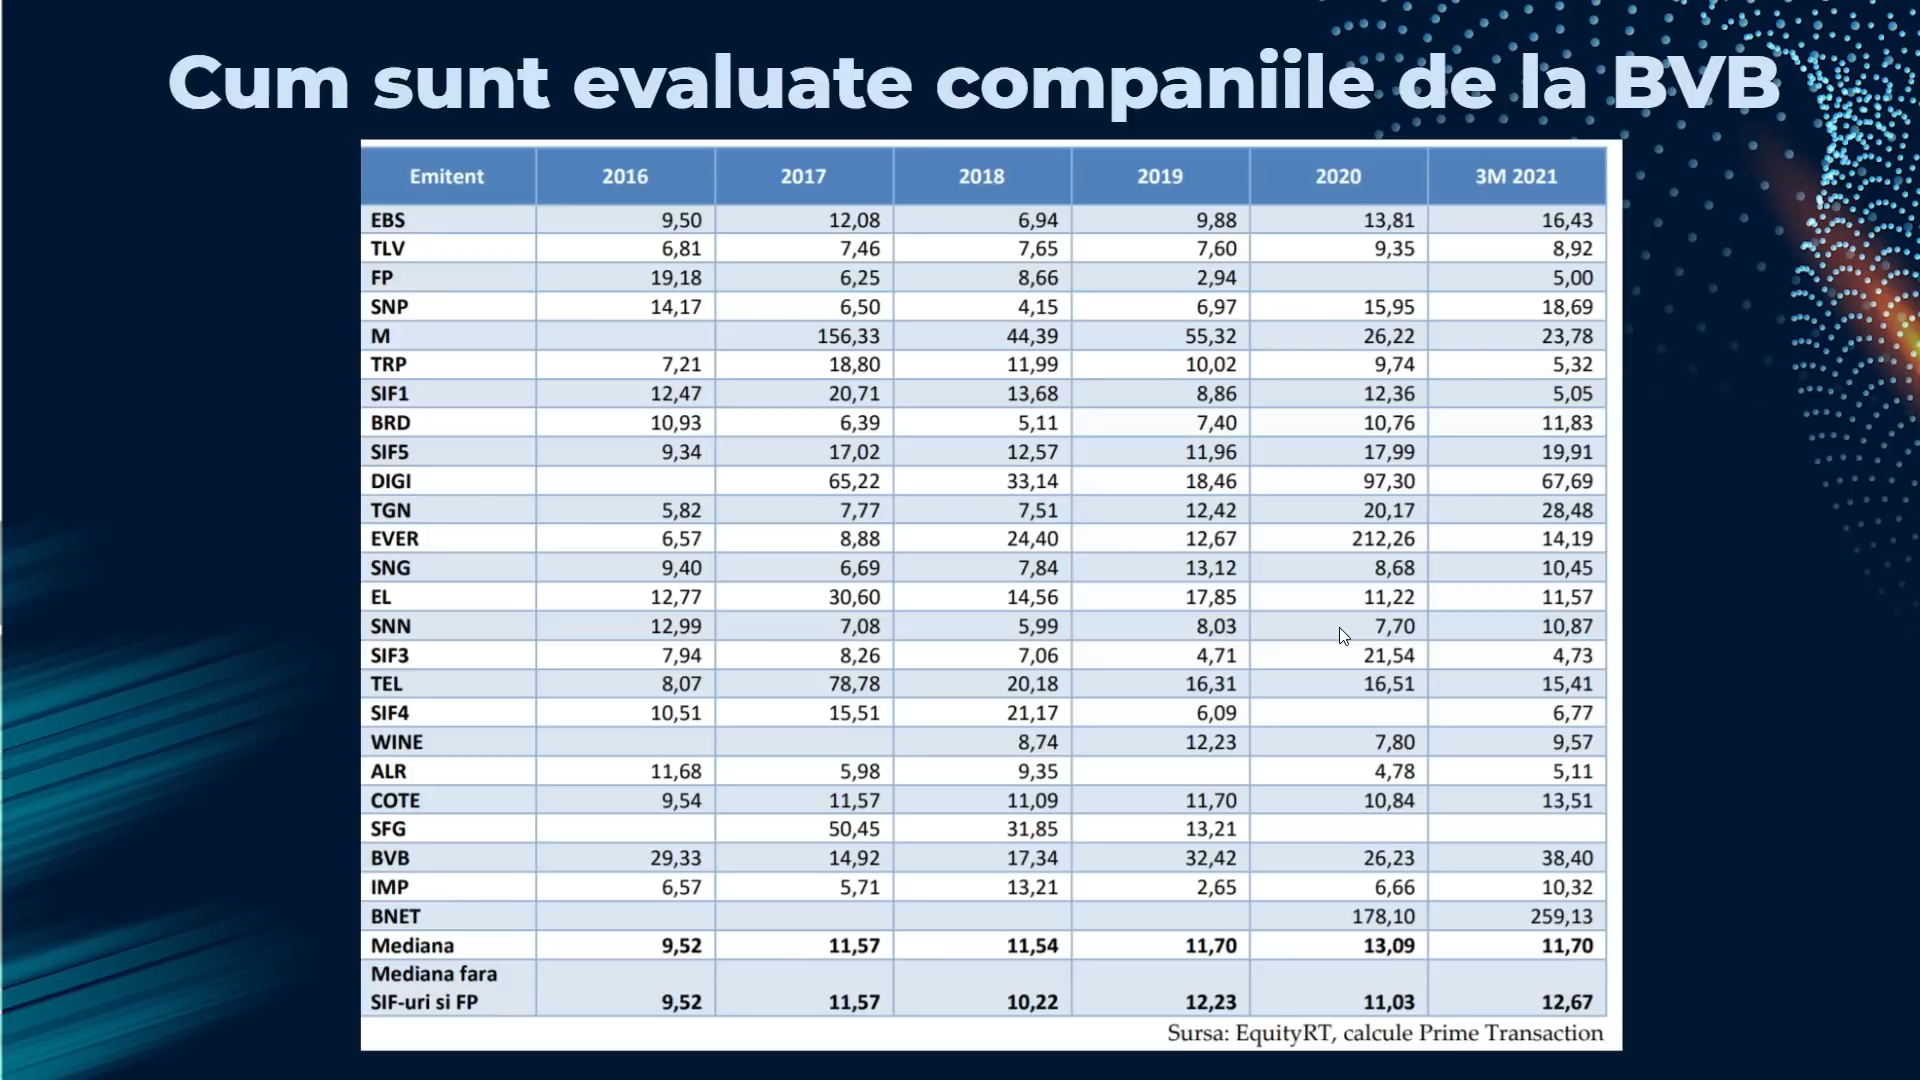 Cum sunt evaluate companiile de la BVB
Emitent 2016 2017 2018 2019 2020 3M 2021
EBS 9,50 12,08 6,94 9,88 13,81 16,43
TLV 6,81 7,46 7,65 7,60 9,35 8,92
FP 19,18 6,25 8,66 2,94 5,00
SNP 14,17 6,50 4,15 6,97 15,95 18,69
M 156,33 44,39 55,32 26,22 23,78
TRP 7,21 18,80 11,99 10,02 9,74 5,32
SIF1 12,47 20,71 13,68 8,86 12,36 5,05
BRD 10,93 6,39 5,11 7,40 10,76 11,83
SIF5 9,34 17,02 12,57 11,96 17,99 19,91
DIGI 65,22 33,14 18,46 97,30 67,69
TGN 5,82 7,77 7,51 12,42 20,17 28,48
EVER 6,57 8,88 24,40 12,67 212,26 14,19
SNG 9,40 6,69 7,84 13,12 8,68 10,45
EL 12,77 30,60 14,56 17,85 11,22 11,57
SNN 12,99 7,08 5,99 8,03 7,70 10,87
SIF3 7,94 8,26 7,06 4,71 21,54 4,73
TEL 8,07 78,78 20,18 16,31 16,51 15,41
SIF4 10,51 15,51 21,17 6,09 6,77
WINE 8,74 12,23 7,80 9,57
ALR 11,68 5,98 9,35 4,78 5,11
COTE 9,54 11,57 11,09 11,70 10,84 13,51
SFG 50,45 31,85 13,21
BVB 29,33 14,92 17,34 32,42 26,23 38,40
IMP 6,57 5,71 13,21 2,65 6,66 10,32
BNET 178,10 259,13
Mediana 9,52 11,57 11,54 11,70 13,09 11,70
Mediana fara
SIF-uri si FP 9,52 11,57 10,22 12,23 11,03 12,67
Sursa: EquityRT, calcule Prime Transaction